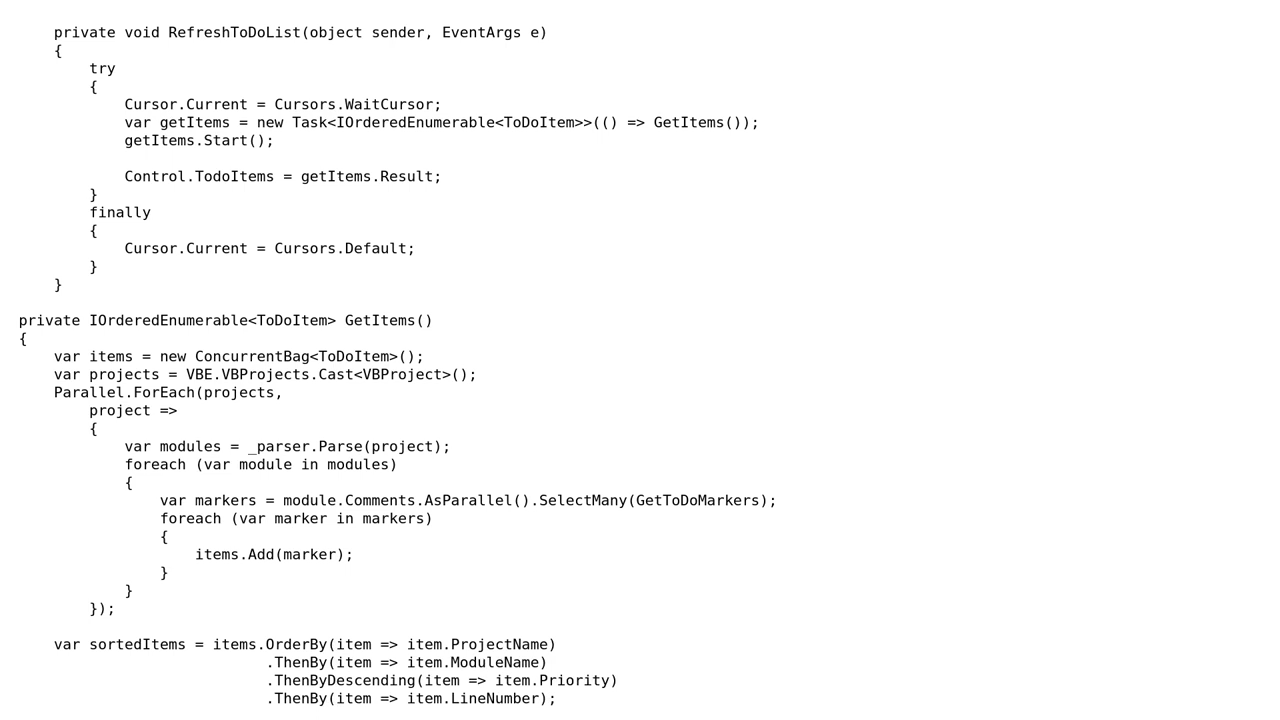 private void RefreshToDoList(object sender, EventArgs e)
    {
        try
        {
            Cursor.Current = Cursors.WaitCursor;
            var getItems = new Task<IOrderedEnumerable<ToDoItem>>(() => GetItems());
            getItems.Start();

            Control.TodoItems = getItems.Result;
        }
        finally
        {
            Cursor.Current = Cursors.Default;
        }
    }

private IOrderedEnumerable<ToDoItem> GetItems()
{
    var items = new ConcurrentBag<ToDoItem>();
    var projects = VBE.VBProjects.Cast<VBProject>();
    Parallel.ForEach(projects,
        project =>
        {
            var modules = _parser.Parse(project);
            foreach (var module in modules)
            {
                var markers = module.Comments.AsParallel().SelectMany(GetToDoMarkers);
                foreach (var marker in markers)
                {
                    items.Add(marker);
                }
            }
        });

    var sortedItems = items.OrderBy(item => item.ProjectName)
                            .ThenBy(item => item.ModuleName)
                            .ThenByDescending(item => item.Priority)
                            .ThenBy(item => item.LineNumber);